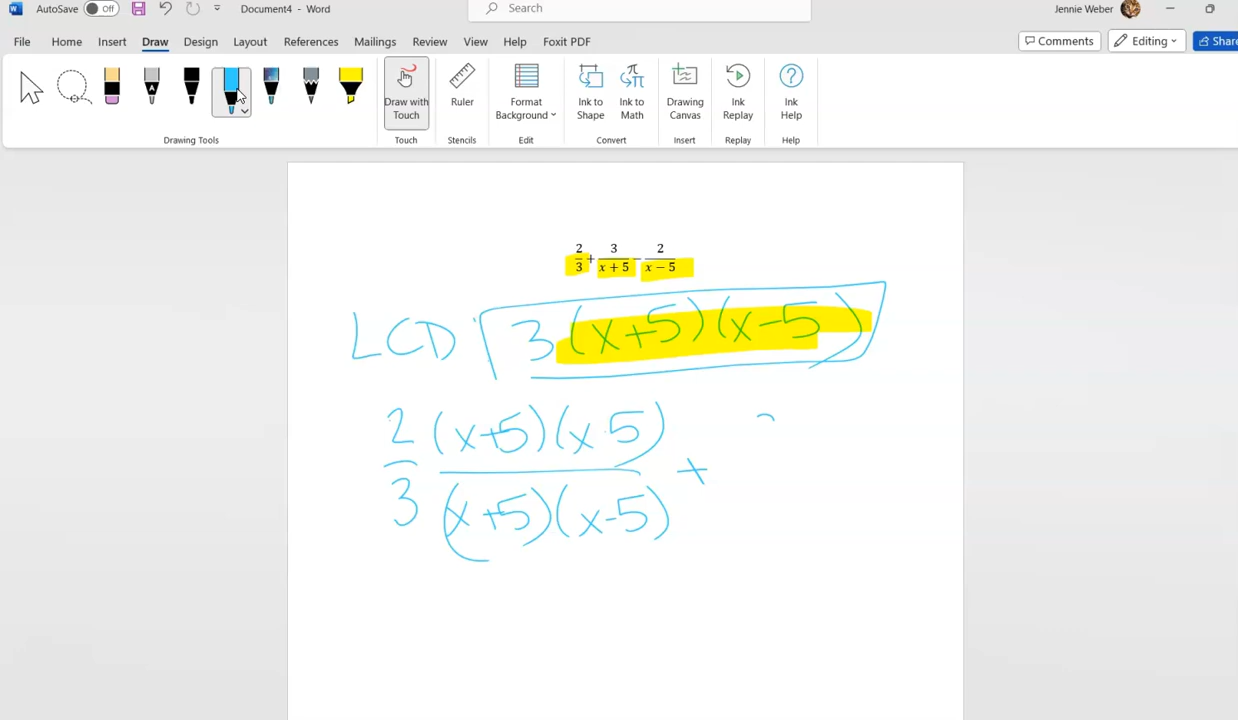 AutoSave Off Document4 - Word Search Jennie Weber
File Home Insert Draw Design Layout References Mailings Review View Help Foxit PDF Comments Editing Share
Draw with Touch Ruler Format Background Ink to Shape Ink to Math Drawing Canvas Ink Replay Ink Help
Drawing Tools Touch Stencils Edit Convert Insert Replay Help
2/3 + 3/(x + 5) − 2/(x − 5)
LCD 3 (x+5)(x-5)
2 (x+5)(x-5)
+
3 (x+5)(x-5)